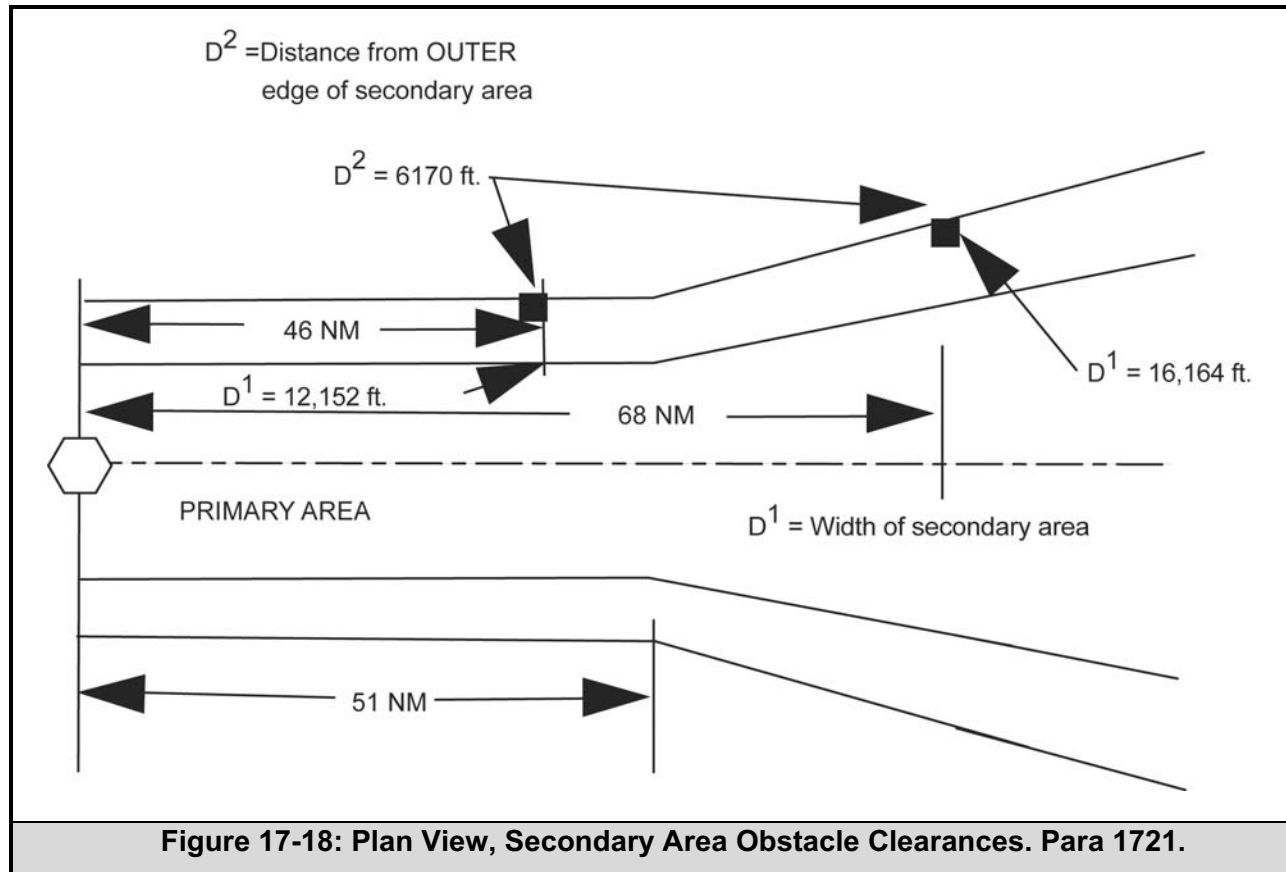 D² =Distance from OUTER
edge of secondary area
D² = 6170 ft.
46 NM
D¹ = 12,152 ft.
D¹ = 16,164 ft.
68 NM
PRIMARY AREA
D¹ = Width of secondary area
51 NM
Figure 17-18: Plan View, Secondary Area Obstacle Clearances. Para 1721.